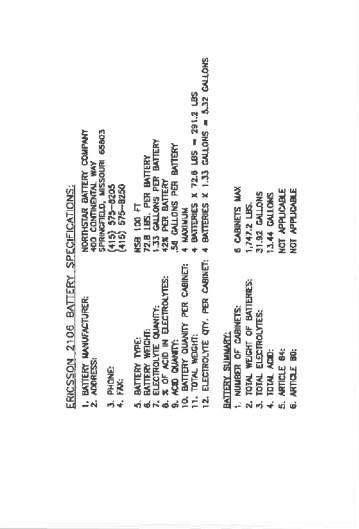 ERICSSON 2106 BATTERY SPECIFICATIONS:
1. BATTERY MANUFACTURER: NORTHSTAR BATTERY COMPANY
2. ADDRESS: 400 CONTINENTAL WAY
SPRINGFIELD, MISSOURI 65803
3. PHONE: (415) 575-8205
4. FAX: (415) 575-8250
5. BATTERY TYPE: NSB 100 FT
6. BATTERY WEIGHT: 72.8 LBS. PER BATTERY
7. ELECTROLYTE QUANTITY: 1.33 GALLONS PER BATTERY
8. % OF ACID IN ELECTROLYTES: 42% PER BATTERY
9. ACID QUANTITY: .56 GALLONS PER BATTERY
10. BATTERY QUANTITY PER CABINET: 4 MAXIMUM
11. TOTAL WEIGHT: 4 BATTERIES X 72.8 LBS = 291.2 LBS
12. ELECTROLYTE QTY. PER CABINET: 4 BATTERIES X 1.33 GALLONS = 5.32 GALLONS
BATTERY SUMMARY:
1. NUMBER OF CABINETS: 6 CABINETS MAX
2. TOTAL WEIGHT OF BATTERIES: 1,747.2 LBS.
3. TOTAL ELECTROLYTES: 31.92 GALLONS
4. TOTAL ACID: 13.44 GALLONS
5. ARTICLE 64: NOT APPLICABLE
6. ARTICLE 80: NOT APPLICABLE